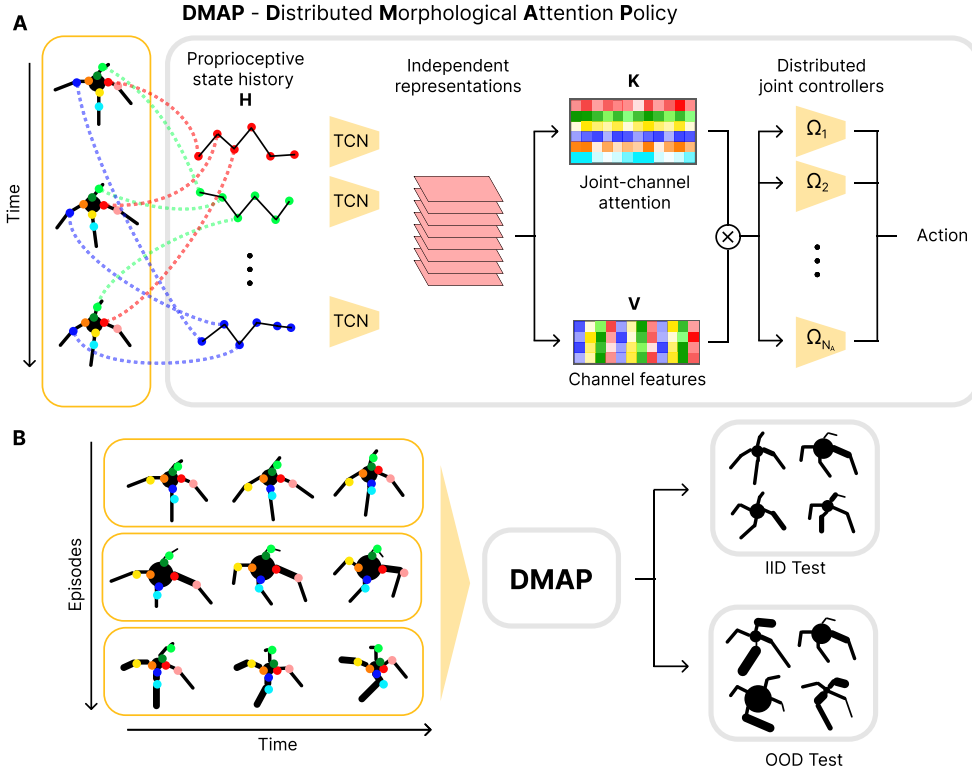 DMAP - Distributed Morphological Attention Policy
A
Time
Proprioceptive
state history
H
TCN
TCN
TCN
Independent
representations
K
Joint-channel
attention
V
Channel features
Distributed
joint controllers
Ω1
Ω2
ΩNA
Action
B
Episodes
Time
DMAP
IID Test
OOD Test